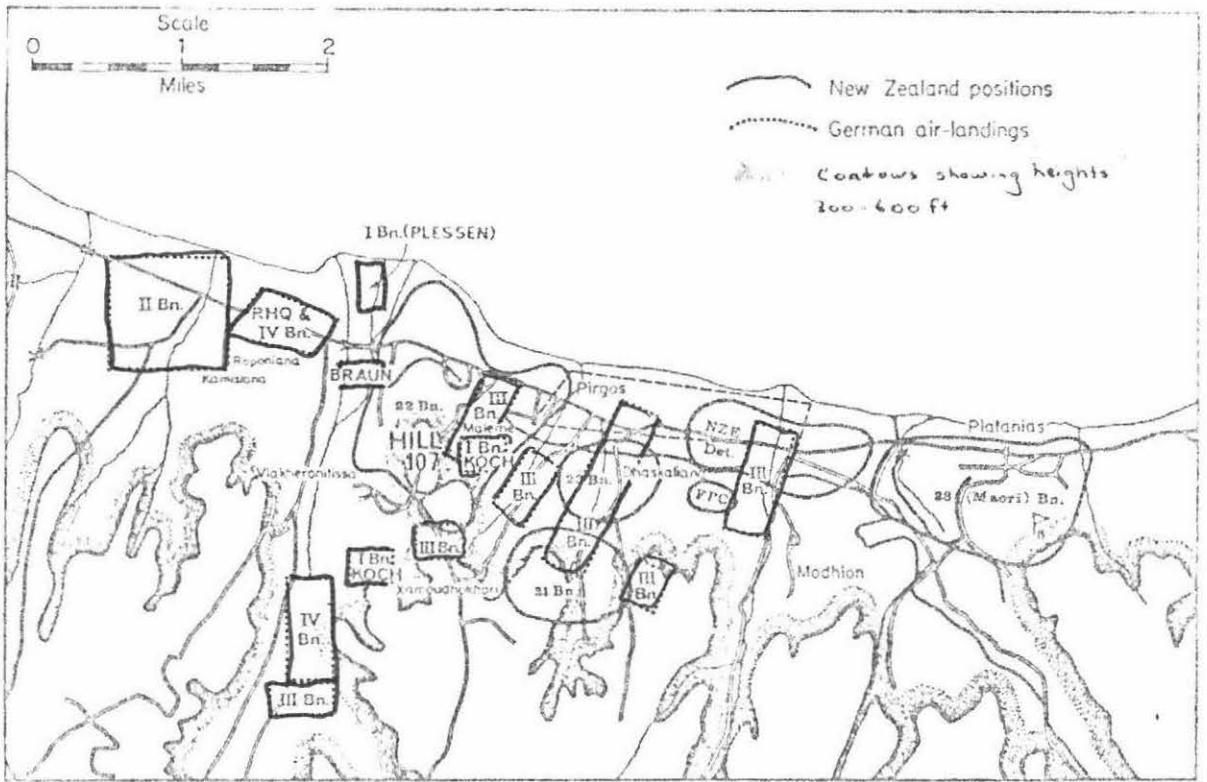 Scale
0 1 2
Miles
New Zealand positions
German air-landings
Contours showing heights
300-600 ft
I Bn.(PLESSEN)
II Bn.
RHQ &
IV Bn.
BRAUN
22 Bn.
HILL
107
III
Bn.
Maleme
I Bn.
KOCH
Pirgos
III
Bn.
23 Bn.
Dhaskaliana
III
Bn.
NZE
Det.
FPC
III
Bn.
Platanias
28 (Maori) Bn.
Vlakheronitissa
III Bn.
I Bn.
KOCH
Xamoudhokhori
21 Bn.
III
Bn.
Modhion
IV
Bn.
III Bn.